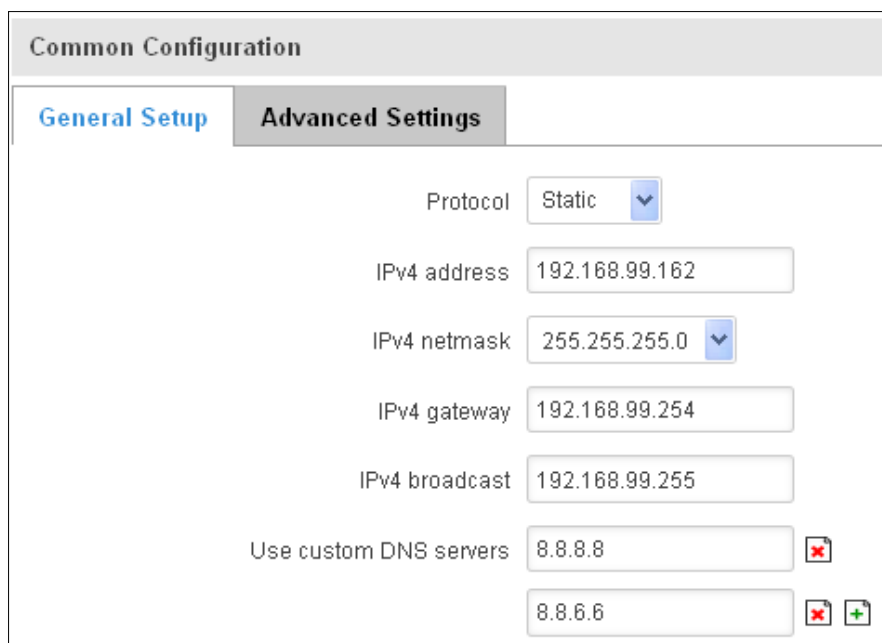 Common Configuration
General Setup
Advanced Settings
Protocol Static
IPv4 address 192.168.99.162
IPv4 netmask 255.255.255.0
IPv4 gateway 192.168.99.254
IPv4 broadcast 192.168.99.255
Use custom DNS servers 8.8.8.8
8.8.6.6